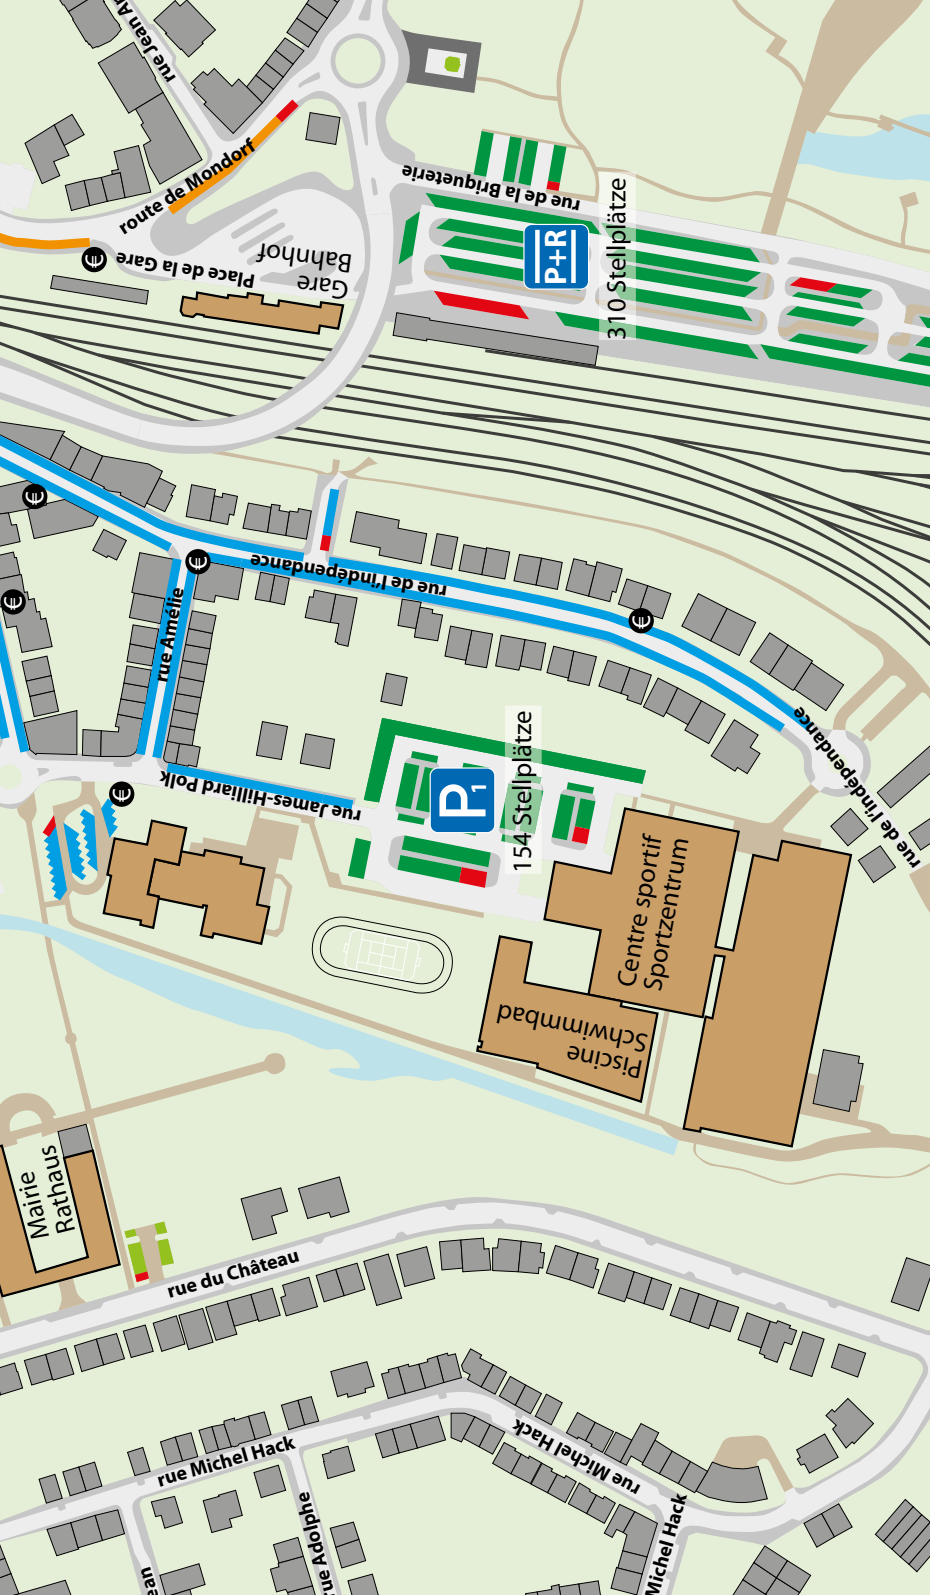 rue Jean A
route de Mondorf
Place de la Gare
Gare
Bahnhof
rue de la Briqueterie
P+R
310 Stellplätze
rue de l'indépendance
rue Amélie
rue James-Hilliard Polk
P1
154 Stellplätze
l'indépendance
rue de l'indépendance
Centre sportif
Sportzentrum
Piscine
Schwimmbad
Mairie
Rathaus
rue du Château
rue Michel Hack
rue Michel Hack
Michel Hack
rue Adolphe
ean
€
€
€
€
€
€